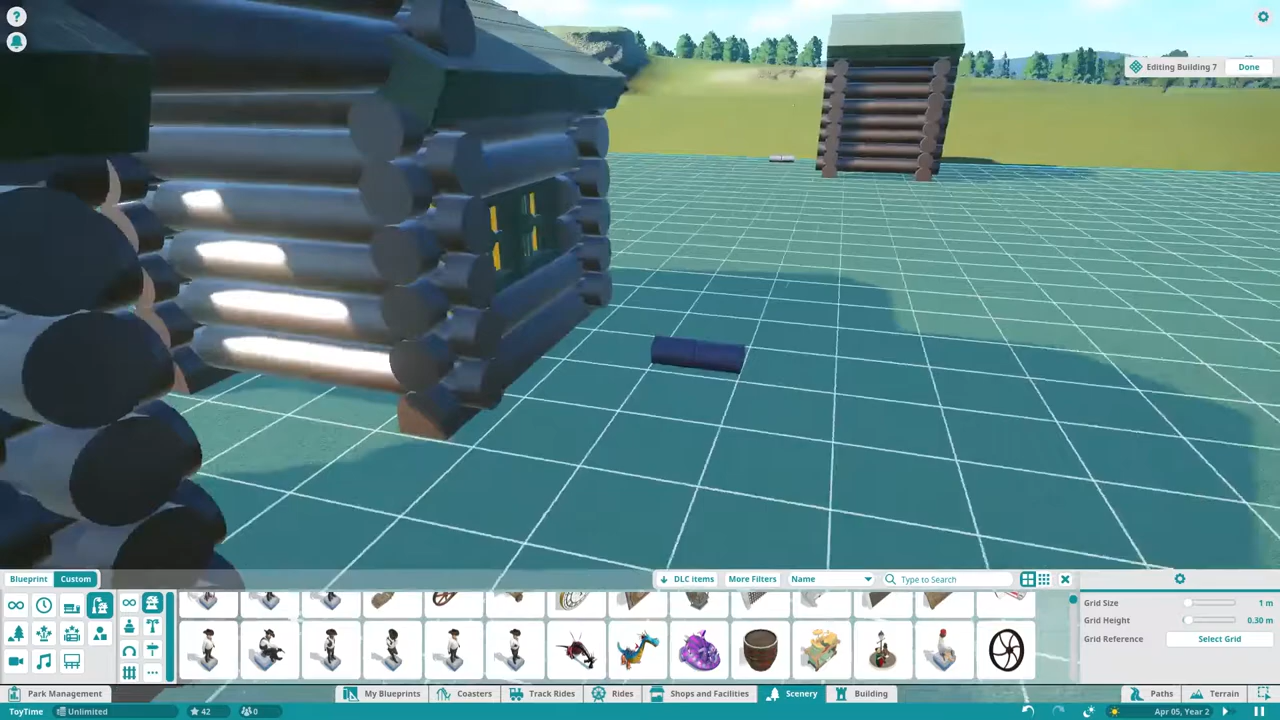 ?
Editing Building 7
Done
Blueprint
Custom
DLC items
More Filters
Name
Type to Search
Grid Size
1 m
Grid Height
0.30 m
Grid Reference
Select Grid
Park Management
My Blueprints
Coasters
Track Rides
Rides
Shops and Facilities
Scenery
Building
Paths
Terrain
ToyTime
Unlimited
42
0
Apr 05, Year 2